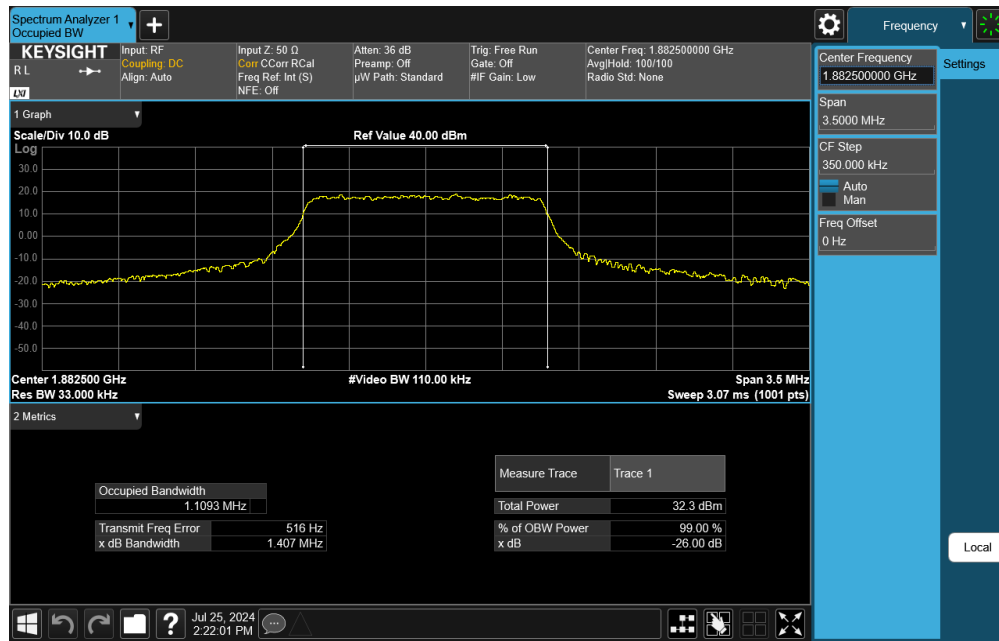 Spectrum Analyzer 1
Occupied BW
+
Frequency
KEYSIGHT
R L
LXI
Input: RF
Coupling: DC
Align: Auto
Input Z: 50 Ω
Corr CCorr RCal
Freq Ref: Int (S)
NFE: Off
Atten: 36 dB
Preamp: Off
µW Path: Standard
Trig: Free Run
Gate: Off
#IF Gain: Low
Center Freq: 1.882500000 GHz
Avg|Hold: 100/100
Radio Std: None
Center Frequency
1.882500000 GHz
Settings
Span
3.5000 MHz
CF Step
350.000 kHz
Auto
Man
Freq Offset
0 Hz
1 Graph
Scale/Div 10.0 dB
Ref Value 40.00 dBm
Log
30.0
20.0
10.0
0.00
-10.0
-20.0
-30.0
-40.0
-50.0
Center 1.882500 GHz
#Video BW 110.00 kHz
Span 3.5 MHz
Res BW 33.000 kHz
Sweep 3.07 ms (1001 pts)
2 Metrics
Measure Trace Trace 1
Occupied Bandwidth
1.1093 MHz
Total Power 32.3 dBm
Transmit Freq Error 516 Hz
% of OBW Power 99.00 %
x dB Bandwidth 1.407 MHz
x dB -26.00 dB
Local
?
Jul 25, 2024
2:22:01 PM